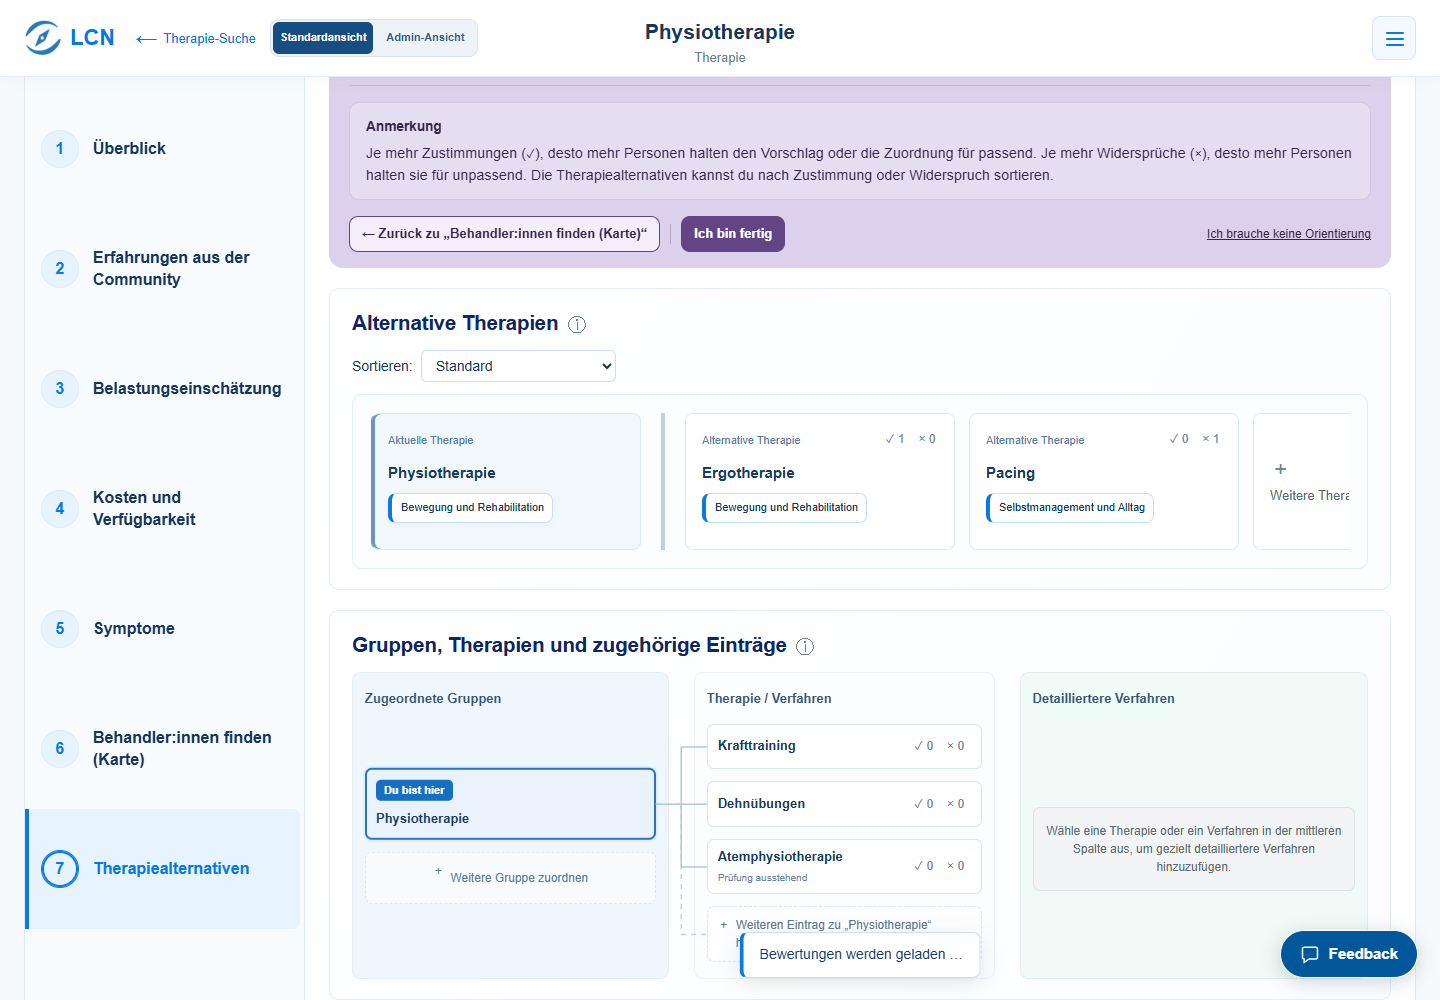 LCN
Therapie-Suche
Standardansicht
Admin-Ansicht
Physiotherapie
Therapie
1 Überblick
2 Erfahrungen aus der
Community
3 Belastungseinschätzung
4 Kosten und
Verfügbarkeit
5 Symptome
6 Behandler:innen finden
(Karte)
7 Therapiealternativen
Anmerkung
Je mehr Zustimmungen (✓), desto mehr Personen halten den Vorschlag oder die Zuordnung für passend. Je mehr Widersprüche (×), desto mehr Personen
halten sie für unpassend. Die Therapiealternativen kannst du nach Zustimmung oder Widerspruch sortieren.
← Zurück zu „Behandler:innen finden (Karte)“
Ich bin fertig
Ich brauche keine Orientierung
Alternative Therapien
Sortieren: Standard
Aktuelle Therapie
Physiotherapie
Bewegung und Rehabilitation
Alternative Therapie ✓ 1 × 0
Ergotherapie
Bewegung und Rehabilitation
Alternative Therapie ✓ 0 × 1
Pacing
Selbstmanagement und Alltag
+
Weitere Thera
Gruppen, Therapien und zugehörige Einträge
Zugeordnete Gruppen
Du bist hier
Physiotherapie
+ Weitere Gruppe zuordnen
Therapie / Verfahren
Krafttraining ✓ 0 × 0
Dehnübungen ✓ 0 × 0
Atemphysiotherapie ✓ 0 × 0
Prüfung ausstehend
+ Weiteren Eintrag zu „Physiotherapie“
Bewertungen werden geladen …
Detailliertere Verfahren
Wähle eine Therapie oder ein Verfahren in der mittleren
Spalte aus, um gezielt detailliertere Verfahren
hinzuzufügen.
Feedback